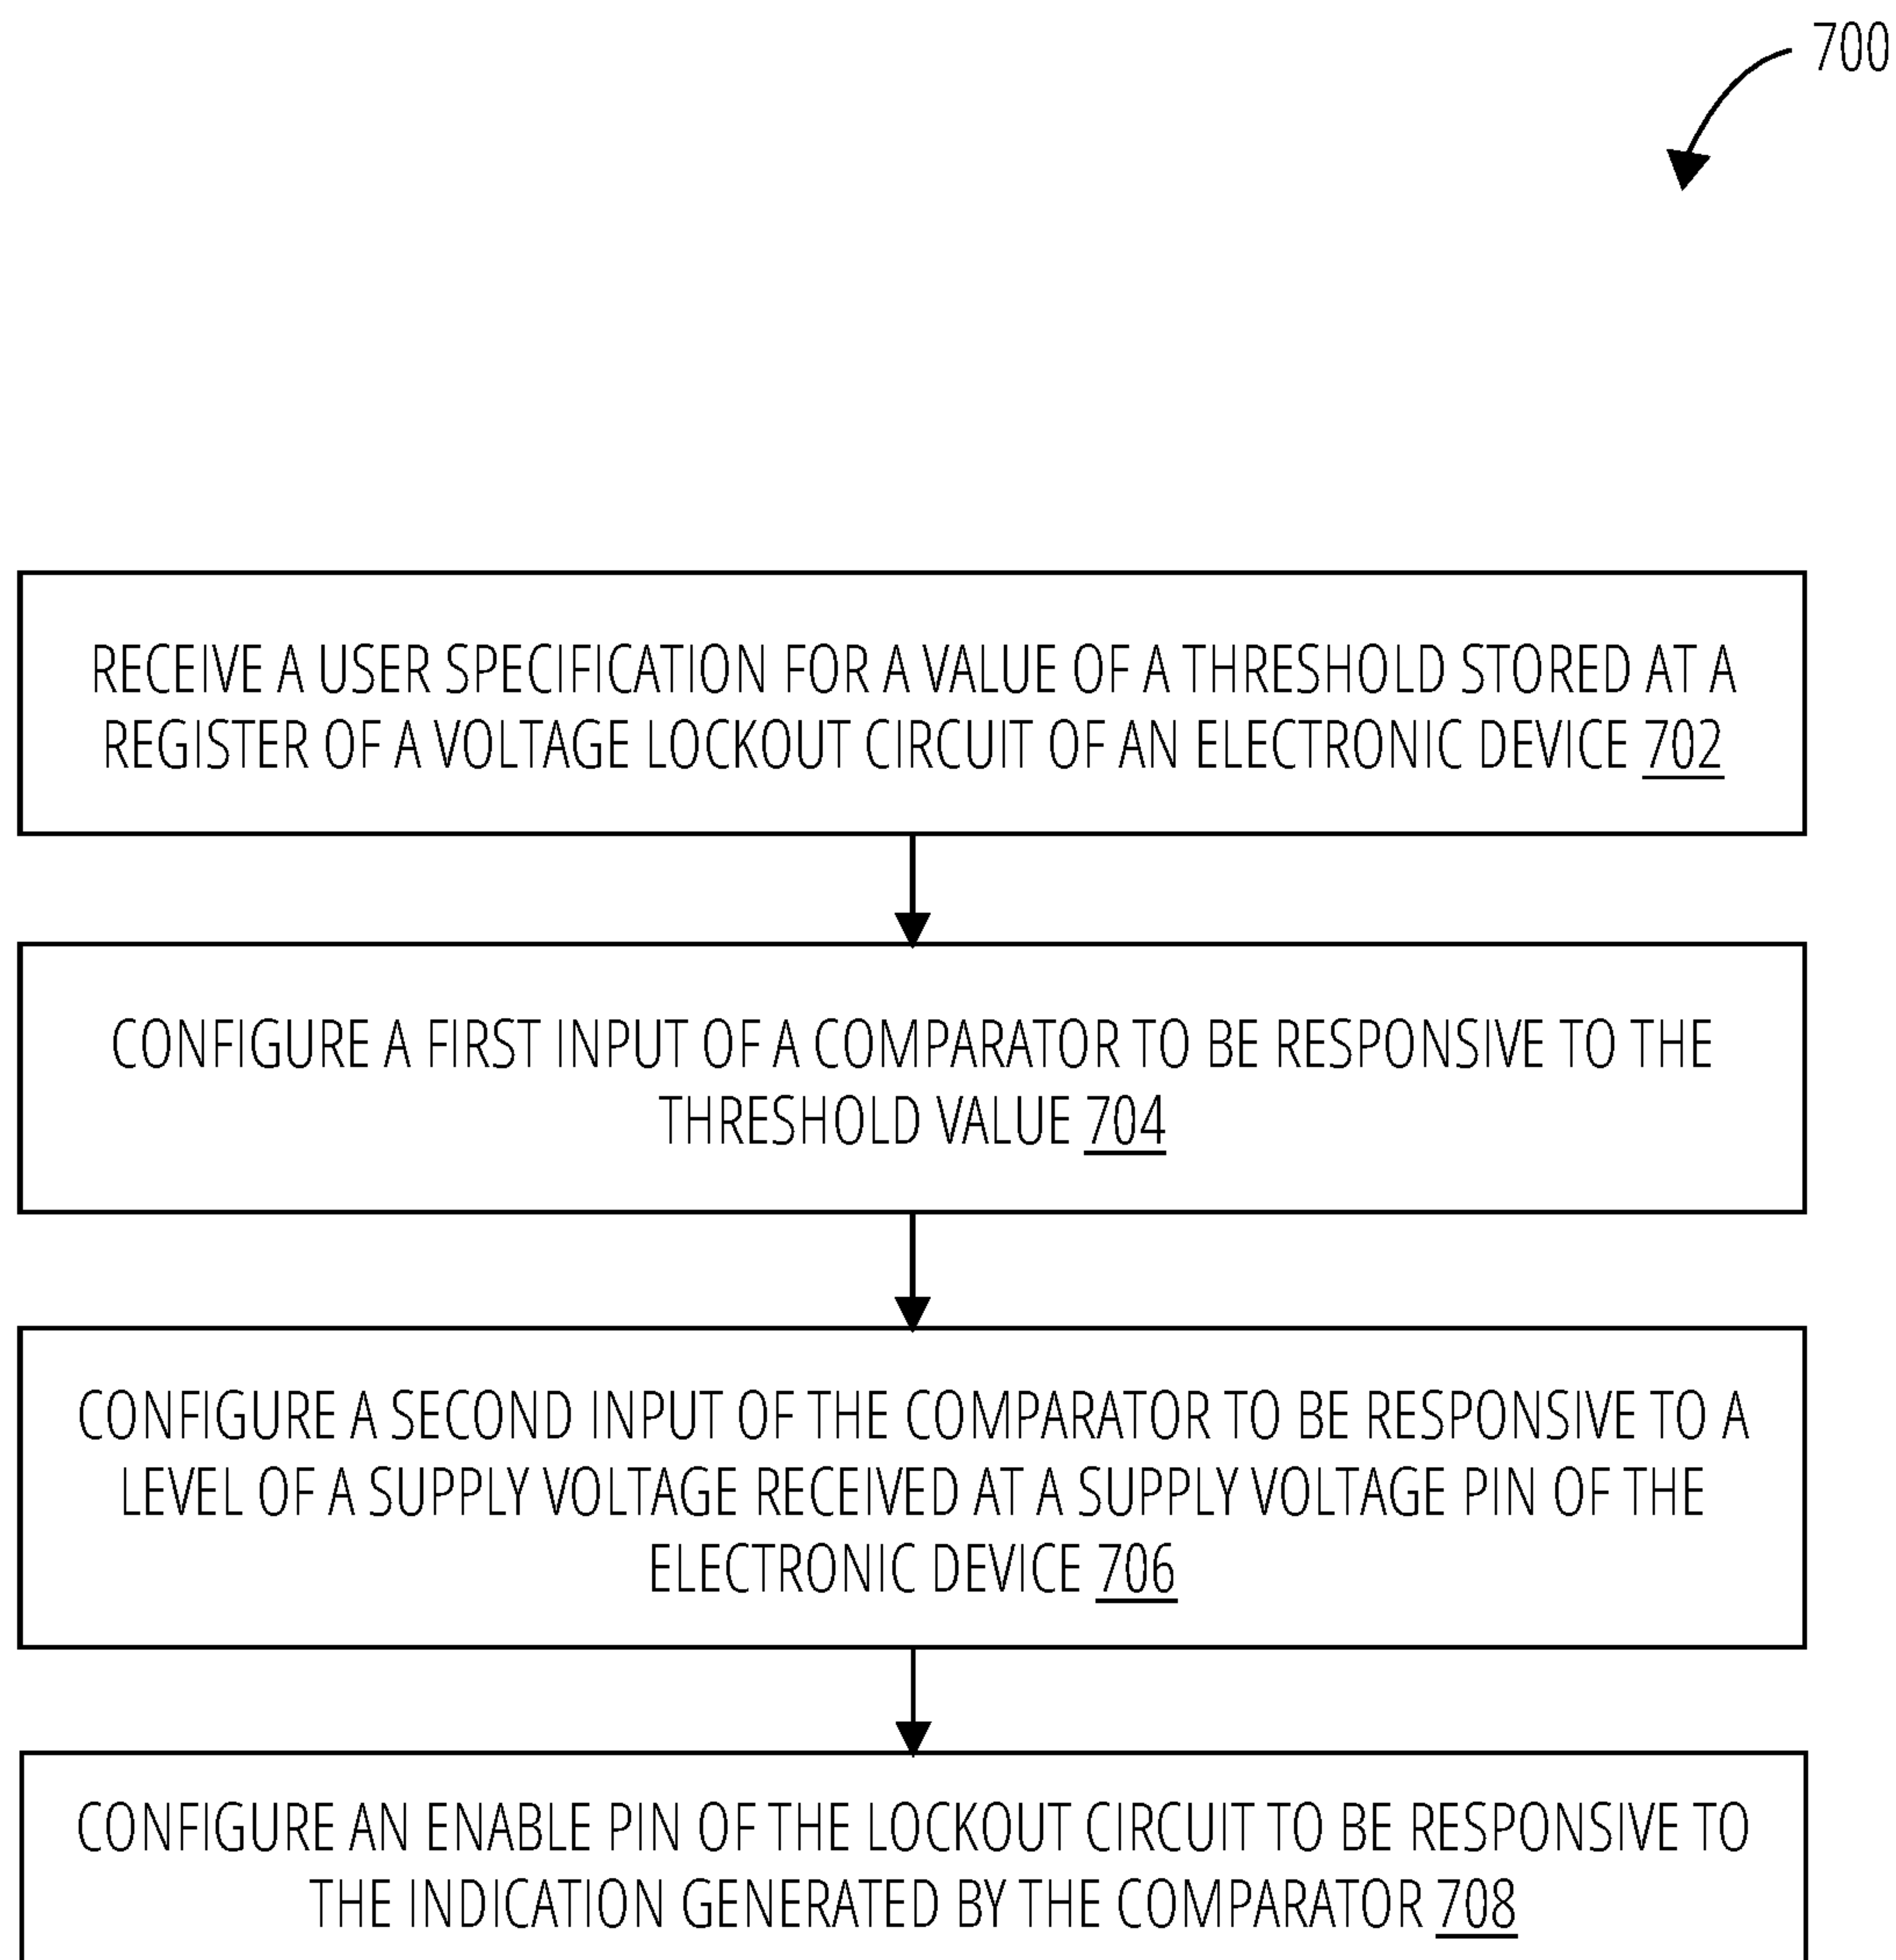 700
RECEIVE A USER SPECIFICATION FOR A VALUE OF A THRESHOLD STORED AT A
REGISTER OF A VOLTAGE LOCKOUT CIRCUIT OF AN ELECTRONIC DEVICE 702
CONFIGURE A FIRST INPUT OF A COMPARATOR TO BE RESPONSIVE TO THE
THRESHOLD VALUE 704
CONFIGURE A SECOND INPUT OF THE COMPARATOR TO BE RESPONSIVE TO A
LEVEL OF A SUPPLY VOLTAGE RECEIVED AT A SUPPLY VOLTAGE PIN OF THE
ELECTRONIC DEVICE 706
CONFIGURE AN ENABLE PIN OF THE LOCKOUT CIRCUIT TO BE RESPONSIVE TO
THE INDICATION GENERATED BY THE COMPARATOR 708